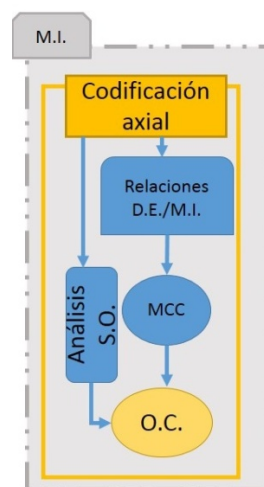 M.I.
Codificación
axial
Relaciones
D.E./M.I.
Análisis
S.O.
MCC
O.C.